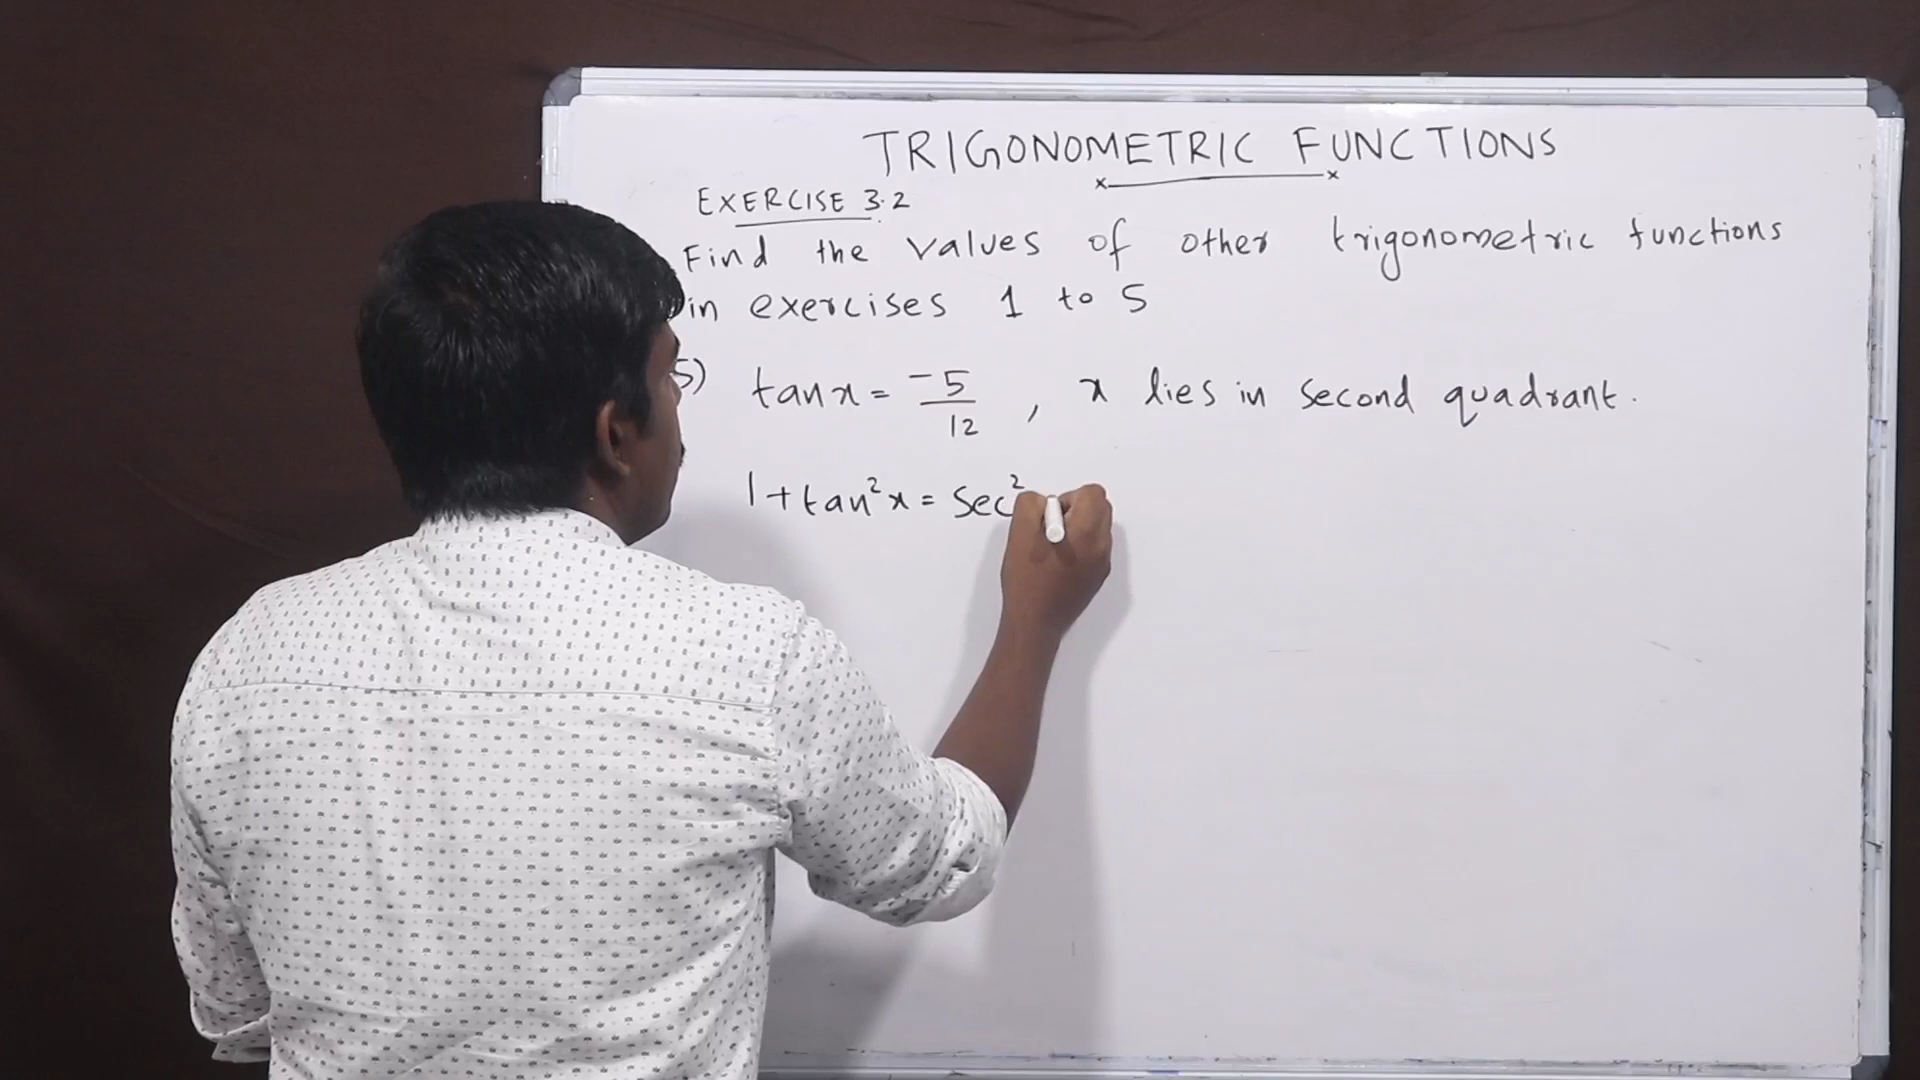 TRIGONOMETRIC FUNCTIONS
EXERCISE 3.2
Find the values of other trigonometric functions
in exercises 1 to 5
5) tan x = -5/12 , x lies in second quadrant.
1 + tan²x = Sec²